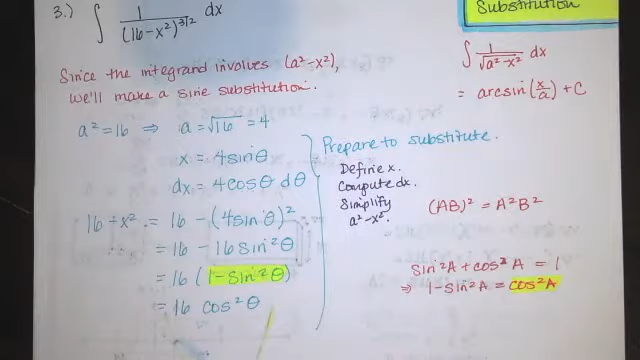 3.) ∫ 1/(16-x²)^3/2 dx
Substitution
Since the integrand involves (a²-x²),
we'll make a sine substitution.
∫ 1/√(a²-x²) dx
= arcsin(x/a) + C
a² = 16 ⇒ a = √16 = 4
x = 4sinθ
dx = 4cosθ dθ
16-x² = 16 - (4sinθ)²
= 16 - 16sin²θ
= 16 (1-sin²θ)
= 16 cos²θ
Prepare to substitute.
Define x.
Compute dx.
Simplify
a²-x².
(AB)² = A²B²
sin²A + cos²A = 1
⇒ 1-sin²A = cos²A